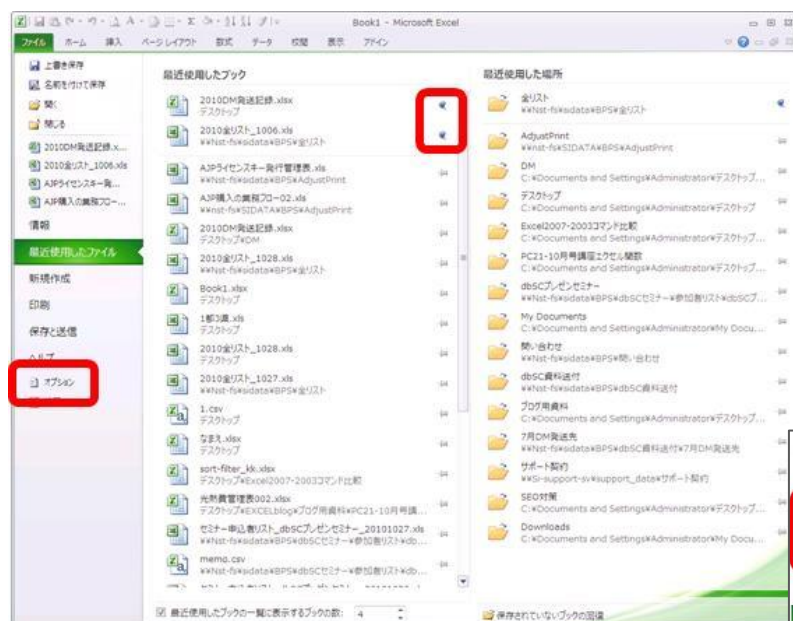 Book1 - Microsoft Excel
ファイル ホーム 挿入 ページレイアウト 数式 データ 校閲 表示 アドイン
上書き保存
名前を付けて保存
開く
閉じる
2010DM発送記録.x...
2010全リスト_1006.xls
AJPライセンスキー発...
AJP購入の業務フロー...
情報
最近使用したファイル
新規作成
印刷
保存と送信
ヘルプ
オプション
最近使用したブック
2010DM発送記録.xlsx
デスクトップ
2010全リスト_1006.xls
¥¥Nst-fs¥sidata¥BPS¥全リスト
AJPライセンスキー発行管理表.xls
¥¥Nst-fs¥sidata¥BPS¥AdjustPrint
AJP購入の業務フロー02.xls
¥¥nst-fs¥SIDATA¥BPS¥AdjustPrint
2010DM発送記録.xlsx
デスクトップ¥DM
2010全リスト_1028.xls
¥¥Nst-fs¥sidata¥BPS¥全リスト
Book1.xlsx
デスクトップ
1都3県.xls
デスクトップ
2010全リスト_1028.xls
デスクトップ
2010全リスト_1027.xls
¥¥Nst-fs¥sidata¥BPS¥全リスト
1.csv
デスクトップ
なまえ.xlsx
デスクトップ
sort-filter_kk.xlsx
デスクトップ¥Excel2007-2003コマンド比較
光熱費管理表002.xlsx
デスクトップ¥EXCELblog¥ブログ用資料¥PC21-10月号講...
セミナー申込者リスト_dbSCプレゼンセミナー_20101027.xls
¥¥Nst-fs¥sidata¥BPS¥dbSCセミナー¥参加者リスト¥db...
memo.csv
¥¥Nst-fs¥sidata¥BPS¥dbSCセミナー¥参加者リスト¥db...
最近使用したブックの一覧に表示するブックの数: 4
最近使用した場所
全リスト
¥¥Nst-fs¥sidata¥BPS¥全リスト
AdjustPrint
¥¥nst-fs¥SIDATA¥BPS¥AdjustPrint
DM
C:¥Documents and Settings¥Administrator¥デスクトップ...
デスクトップ
C:¥Documents and Settings¥Administrator¥デスクトップ
Excel2007-2003コマンド比較
C:¥Documents and Settings¥Administrator¥デスクトップ...
PC21-10月号講座エクセル関数
C:¥Documents and Settings¥Administrator¥デスクトップ...
dbSCプレゼンセミナー
¥¥Nst-fs¥sidata¥BPS¥dbSCセミナー¥参加者リスト¥dbSCプ...
My Documents
C:¥Documents and Settings¥Administrator¥My Docu...
問い合わせ
¥¥Nst-fs¥sidata¥BPS¥問い合わせ
dbSC資料送付
¥¥Nst-fs¥sidata¥BPS¥dbSC資料送付
ブログ用資料
C:¥Documents and Settings¥Administrator¥デスクトップ...
7月DM発送先
¥¥Nst-fs¥sidata¥BPS¥dbSC資料送付¥7月DM発送先
サポート契約
¥¥Si-support-sv¥support_data¥サポート契約
SEO対策
C:¥Documents and Settings¥Administrator¥デスクトップ...
Downloads
C:¥Documents and Settings¥Administrator¥My Docu...
保存されていないブックの回復